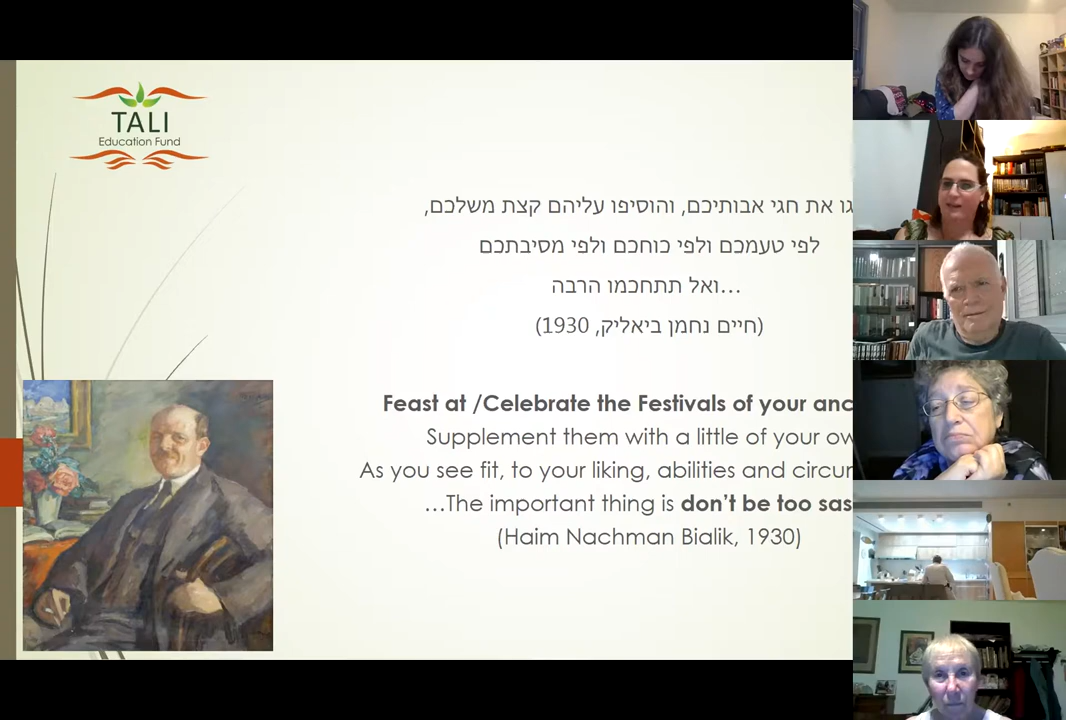 TALI
Education Fund
גו את חגי אבותיכם, והוסיפו עליהם קצת משלכם,
לפי טעמכם ולפי כוחכם ולפי מסיבתכם
...ואל תתחכמו הרבה
(חיים נחמן ביאליק, 1930)
Feast at /Celebrate the Festivals of your anc
Supplement them with a little of your ow
As you see fit, to your liking, abilities and circun
…The important thing is don't be too sas
(Haim Nachman Bialik, 1930)